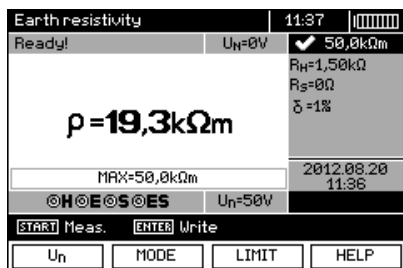 Earth resistivity 11:37
Ready! UN=0V ✔ 50,0kΩm
RH=1,50kΩ
RS=0Ω
δ=1%
ρ=19,3kΩm
MAX=50,0kΩm
2012.08.20
11:36
◎H◎E◎S◎ES Un=50V
START Meas. ENTER Write
Un MODE LIMIT HELP